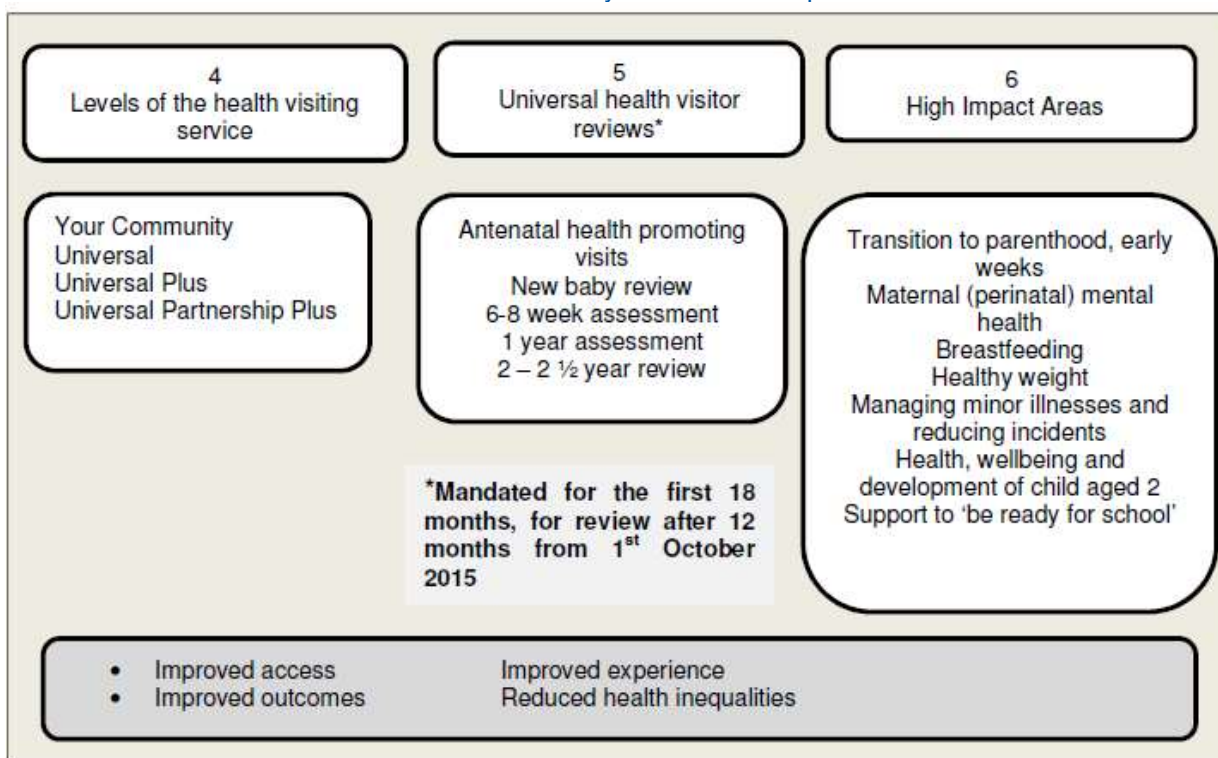 4
Levels of the health visiting
service
5
Universal health visitor
reviews*
6
High Impact Areas
Your Community
Universal
Universal Plus
Universal Partnership Plus
Antenatal health promoting
visits
New baby review
6-8 week assessment
1 year assessment
2 – 2 ½ year review
*Mandated for the first 18
months, for review after 12
months from 1st October
2015
Transition to parenthood, early
weeks
Maternal (perinatal) mental
health
Breastfeeding
Healthy weight
Managing minor illnesses and
reducing incidents
Health, wellbeing and
development of child aged 2
Support to ‘be ready for school’
• Improved access Improved experience
• Improved outcomes Reduced health inequalities